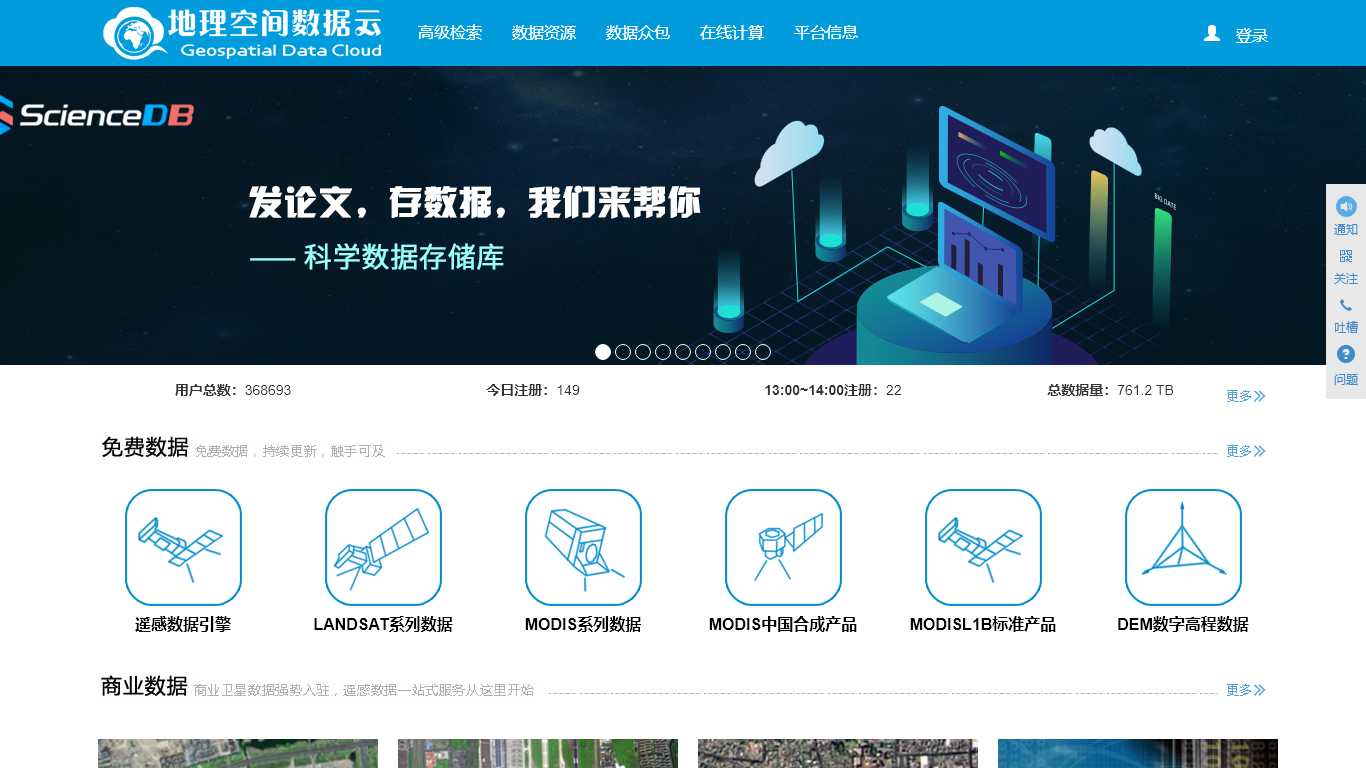 地理空间数据云
Geospatial Data Cloud
高级检索 数据资源 数据众包 在线计算 平台信息
登录
ScienceDB
发论文，存数据，我们来帮你
—— 科学数据存储库
BIG DATE
通知
关注
吐槽
问题
用户总数：368693 今日注册：149 13:00~14:00注册：22 总数据量：761.2 TB 更多
免费数据 免费数据，持续更新，触手可及 更多
遥感数据引擎 LANDSAT系列数据 MODIS系列数据 MODIS中国合成产品 MODISL1B标准产品 DEM数字高程数据
商业数据 商业卫星数据强势入驻，遥感数据一站式服务从这里开始 更多